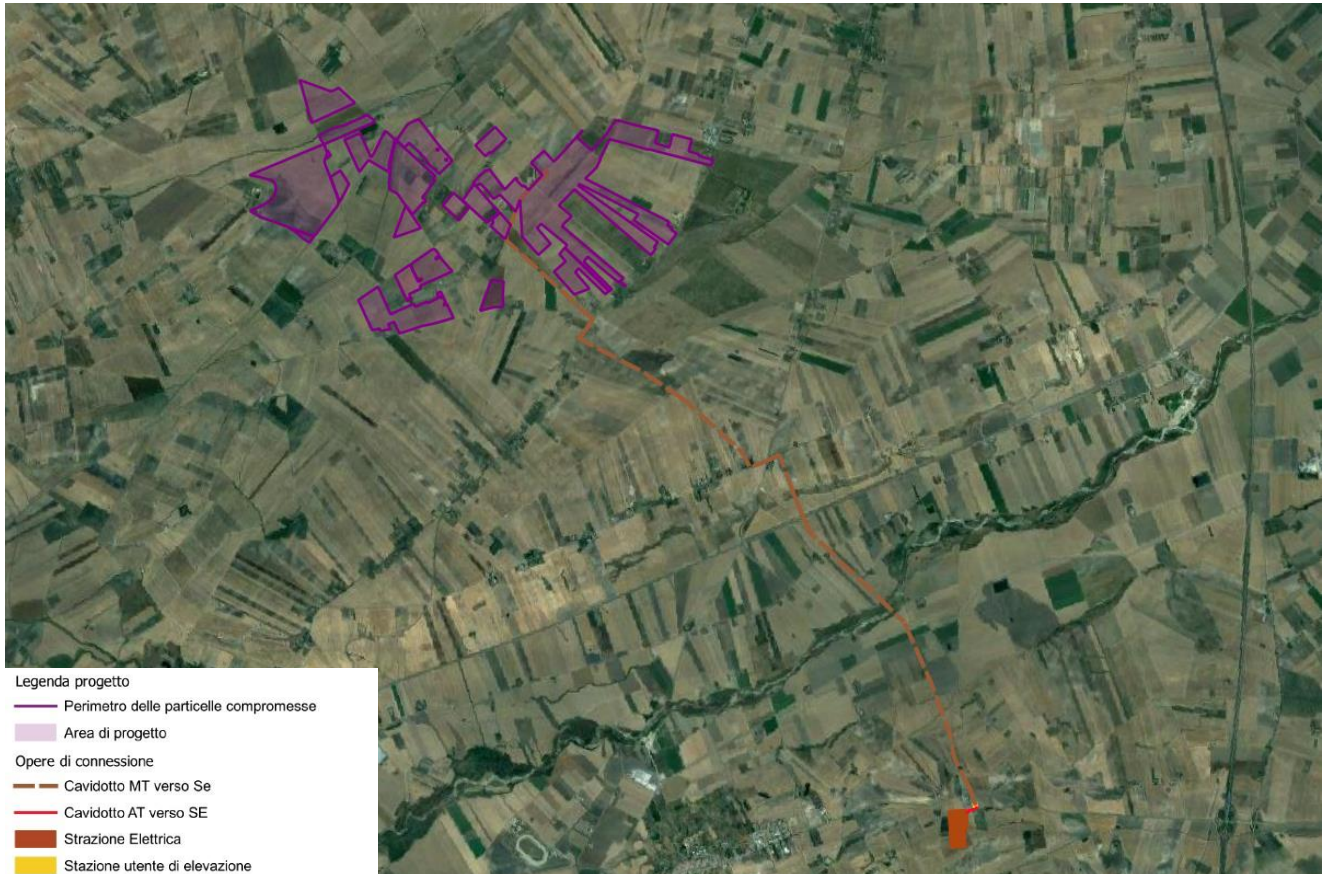 Legenda progetto
Perimetro delle particelle compromesse
Area di progetto
Opere di connessione
Cavidotto MT verso Se
Cavidotto AT verso SE
Strazione Elettrica
Stazione utente di elevazione